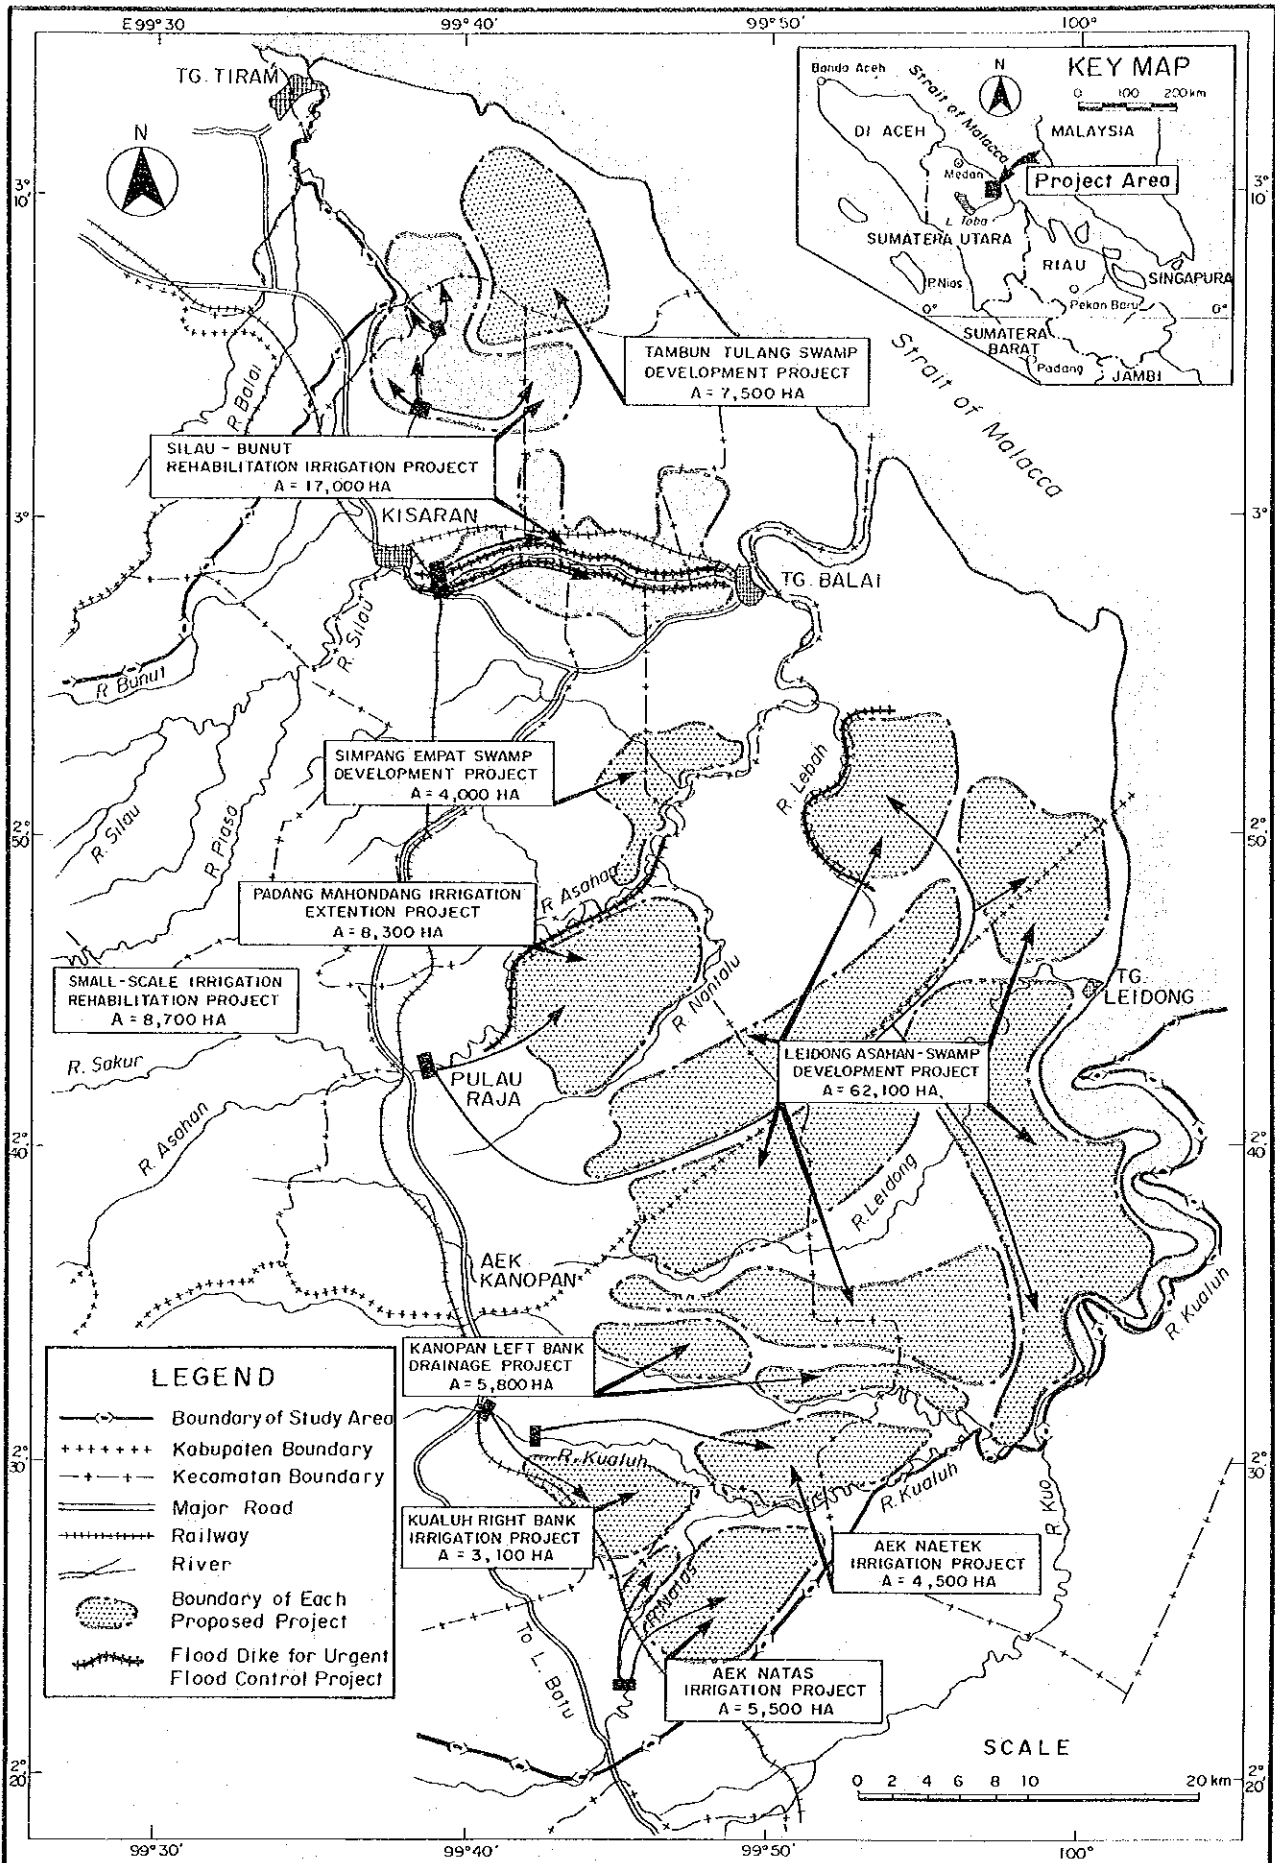 E99°30'
99°40'
99°50'
100°
TG. TIRAM
N
3°
10'
KEY MAP
N
0 100 200km
Banda Aceh
Strait of Malacca
DI ACEH
MALAYSIA
Medan
Project Area
L. Toba
SUMATERA UTARA
RIAU
SINGAPURA
P.Nias
Pekan Baru
0°
0°
SUMATERA
BARAT
Padang
JAMBI
3°
10'
Strait of Malacca
TAMBUN TULANG SWAMP
DEVELOPMENT PROJECT
A = 7,500 HA
R. Balai
SILAU - BUNUT
REHABILITATION IRRIGATION PROJECT
A = 17,000 HA
KISARAN
3°
3°
TG. BALAI
R. Silau
R. Bunut
SIMPANG EMPAT SWAMP
DEVELOPMENT PROJECT
A = 4,000 HA
R. Lebah
R. Silau
R. Piasa
2°
50'
2°
50'
PADANG MAHONDANG IRRIGATION
EXTENTION PROJECT
A = 8,300 HA
R. Asahan
SMALL-SCALE IRRIGATION
REHABILITATION PROJECT
A = 8,700 HA
R. Nantalu
TG.
LEIDONG
R. Sakur
PULAU
RAJA
LEIDONG ASAHAN-SWAMP
DEVELOPMENT PROJECT
A = 62,100 HA
R. Asahan
2°
40'
2°
40'
R. Leidong
AEK
KANOPAN
R. Kualuh
KANOPAN LEFT BANK
DRAINAGE PROJECT
A = 5,800 HA
LEGEND
Boundary of Study Area
Kabupaten Boundary
Kecamatan Boundary
Major Road
Railway
River
Boundary of Each
Proposed Project
Flood Dike for Urgent
Flood Control Project
2°
30'
2°
30'
R. Kualuh
R. Kualuh
R. Kuo
KUALUH RIGHT BANK
IRRIGATION PROJECT
A = 3,100 HA
AEK NAETEK
IRRIGATION PROJECT
A = 4,500 HA
R. Natas
To L. Batu
AEK NATAS
IRRIGATION PROJECT
A = 5,500 HA
SCALE
0 2 4 6 8 10 20 km
2°
20'
2°
20'
99°30'
99°40'
99°50'
100°